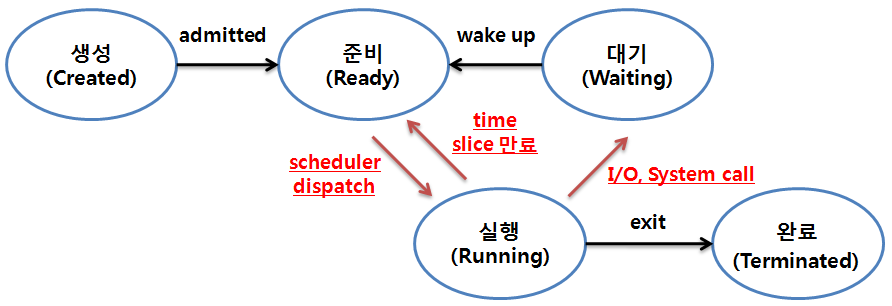 생성
(Created)
admitted
준비
(Ready)
wake up
대기
(Waiting)
scheduler
dispatch
time
slice 만료
I/O, System call
실행
(Running)
exit
완료
(Terminated)